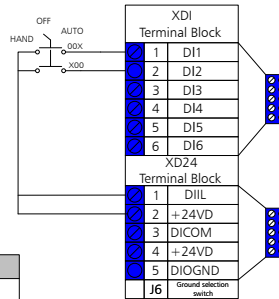 XDI
Terminal Block
OFF
HAND
AUTO
00X
X00
1 DI1
2 DI2
3 DI3
4 DI4
5 DI5
6 DI6
XD24
Terminal Block
1 DIIL
2 +24VD
3 DICOM
4 +24VD
5 DIOGND
J6 Ground selection
switch